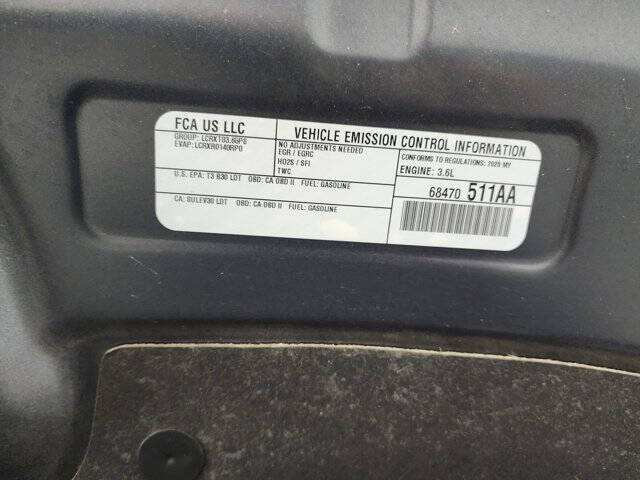 FCA US LLC
GROUP: LCRXT03.65P8
EVAP: LCRXR0140RP0
VEHICLE EMISSION CONTROL INFORMATION
NO ADJUSTMENTS NEEDED
EGR / EGRC
HO2S / SFI
TWC
CONFORMS TO REGULATIONS: 2020 MY
ENGINE: 3.6L
U.S. EPA: T3 B30 LDT OBD: CA OBD II FUEL: GASOLINE
CA: SULEV30 LDT OBD: CA OBD II FUEL: GASOLINE
68470 511AA